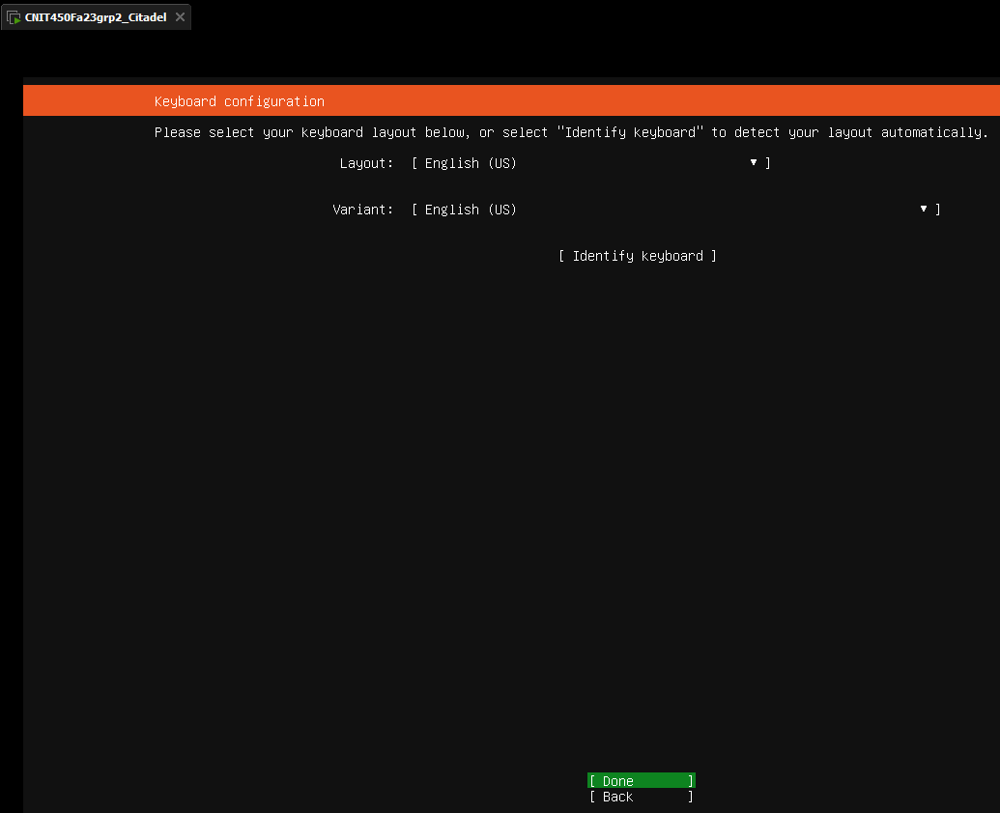 CNIT450Fa23grp2_Citadel
Keyboard configuration
Please select your keyboard layout below, or select "Identify keyboard" to detect your layout automatically.
Layout: [ English (US) ▾ ]
Variant: [ English (US) ▾ ]
[ Identify keyboard ]
[ Done ]
[ Back ]